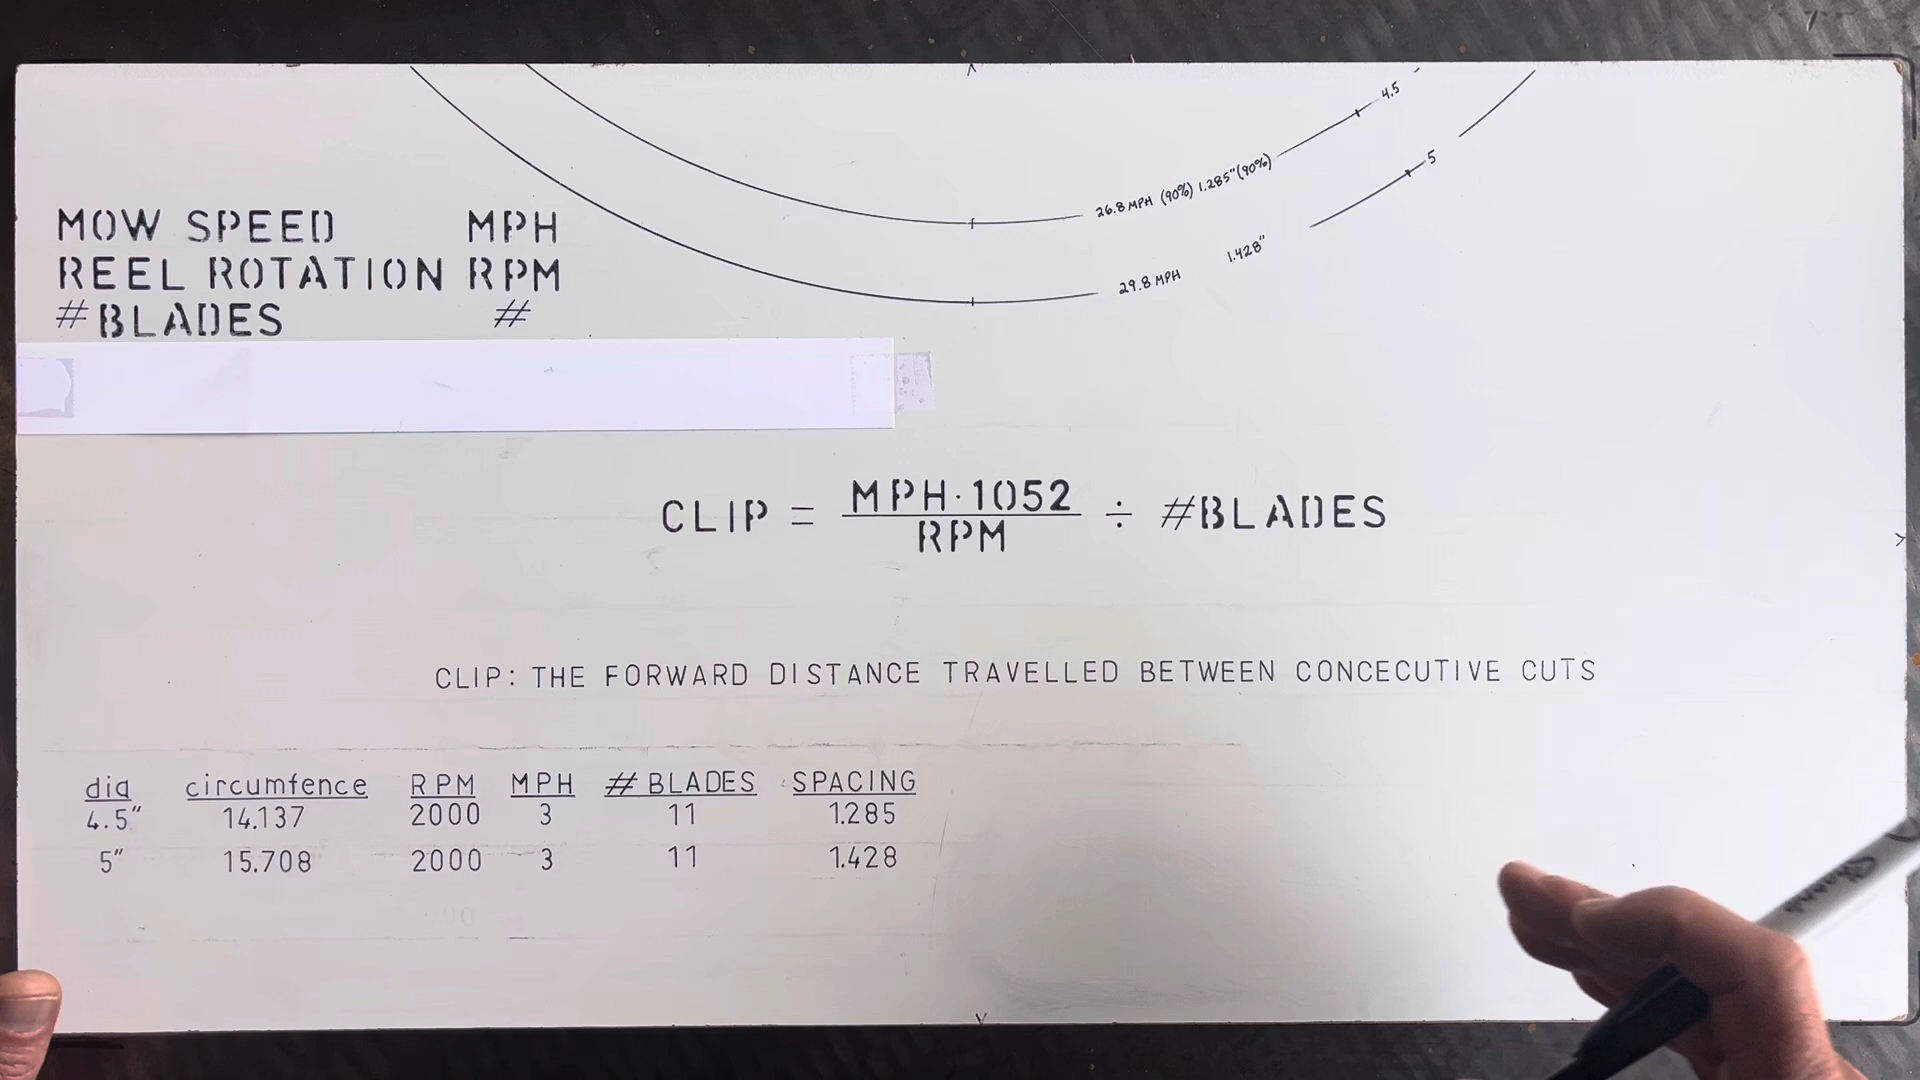 4.5
26.8 MPH (90%) 1.285" (90%)
5
1.428"
29.8 MPH
MOW SPEED MPH
REEL ROTATION RPM
# BLADES #
CLIP = MPH · 1052 / RPM ÷ # BLADES
CLIP: THE FORWARD DISTANCE TRAVELLED BETWEEN CONCECUTIVE CUTS
dia circumfence RPM MPH # BLADES SPACING
4.5" 14.137 2000 3 11 1.285
5" 15.708 2000 3 11 1.428